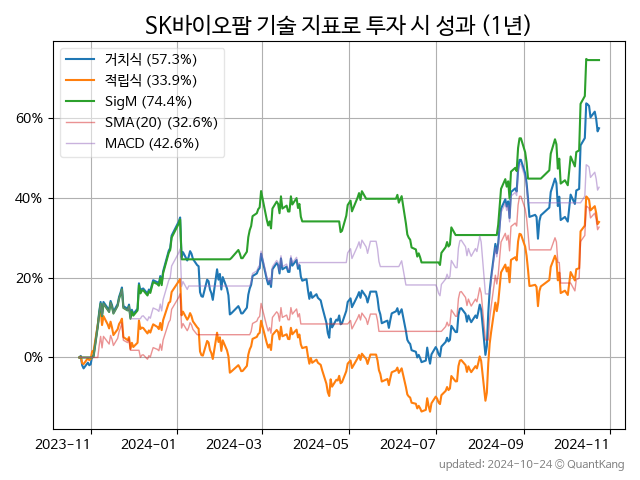 SK바이오팜 기술 지표로 투자 시 성과 (1년)
거치식 (57.3%)
적립식 (33.9%)
SigM (74.4%)
SMA(20) (32.6%)
MACD (42.6%)
60%
40%
20%
0%
2023-11 2024-01 2024-03 2024-05 2024-07 2024-09 2024-11
updated: 2024-10-24 © QuantKang